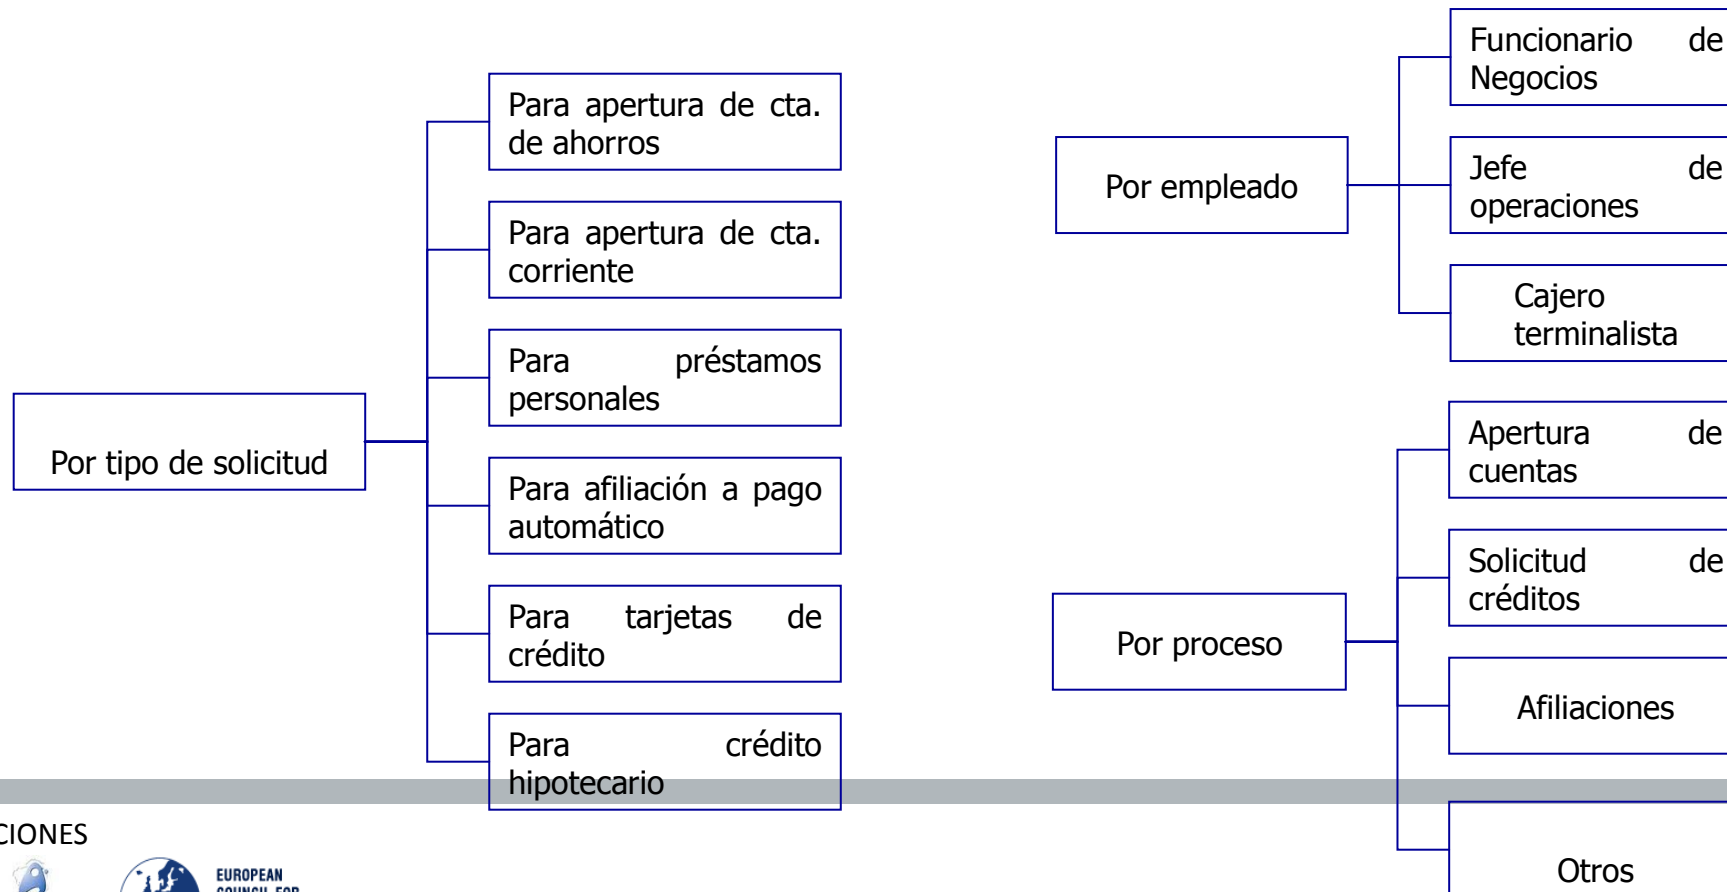 Por tipo de solicitud
Para apertura de cta.
de ahorros
Para apertura de cta.
corriente
Para préstamos
personales
Para afiliación a pago
automático
Para tarjetas de
crédito
Para crédito
hipotecario
Por empleado
Funcionario de
Negocios
Jefe de
operaciones
Cajero
terminalista
Por proceso
Apertura de
cuentas
Solicitud de
créditos
Afiliaciones
Otros
CIONES
EUROPEAN
COUNCIL FOR